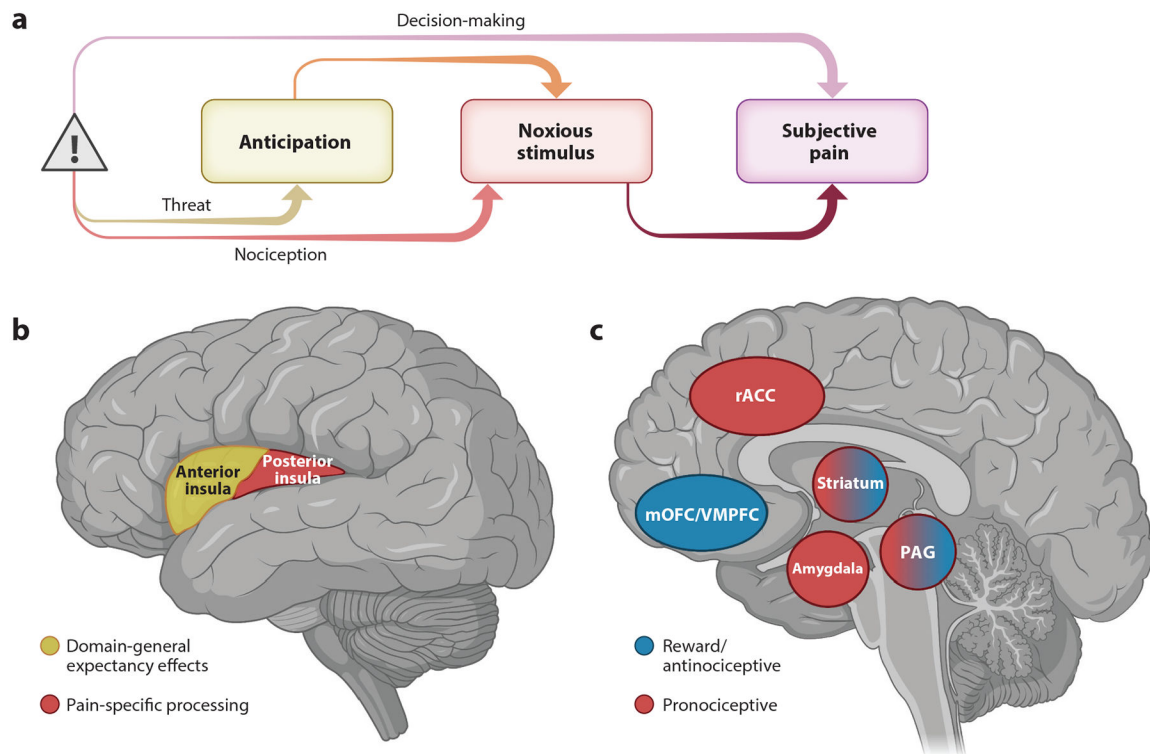 a
Decision-making
!
Anticipation
Noxious
stimulus
Subjective
pain
Threat
Nociception
b
Anterior
insula
Posterior
insula
Domain-general
expectancy effects
Pain-specific processing
c
rACC
Striatum
mOFC/VMPFC
PAG
Amygdala
Reward/
antinociceptive
Pronociceptive